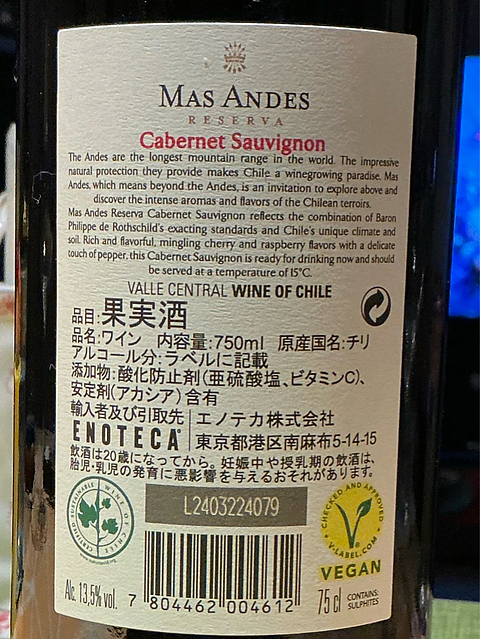 MAS ANDES
RESERVA
Cabernet Sauvignon
The Andes are the longest mountain range in the world. The impressive
natural protection they provide makes Chile a winegrowing paradise. Mas
Andes, which means beyond the Andes, is an invitation to explore above and
discover the intense aromas and flavors of the Chilean terroirs.
Mas Andes Reserva Cabernet Sauvignon reflects the combination of Baron
Philippe de Rothschild's exacting standards and Chile's unique climate and
soil. Rich and flavorful, mingling cherry and raspberry flavors with a delicate
touch of pepper, this Cabernet Sauvignon is ready for drinking now and should
be served at a temperature of 15°C.
VALLE CENTRAL WINE OF CHILE
品目:果実酒
品名:ワイン 内容量:750ml 原産国名:チリ
アルコール分:ラベルに記載
添加物:酸化防止剤(亜硫酸塩、ビタミンC)、
安定剤(アカシア)含有
輸入者及び引取先 エノテカ株式会社
ENOTECA 東京都港区南麻布5-14-15
飲酒は20歳になってから。妊娠中や授乳期の飲酒は、
胎児・乳児の発育に悪影響を与えるおそれがあります。
CERTIFIED SUSTAINABLE WINE OF CHILE
L2403224079
CHECKED AND APPROVED
V-LABEL.COM
VEGAN
Alc. 13,5% vol.
7 804462 004612
75 cl CONTAINS:
SULPHITES